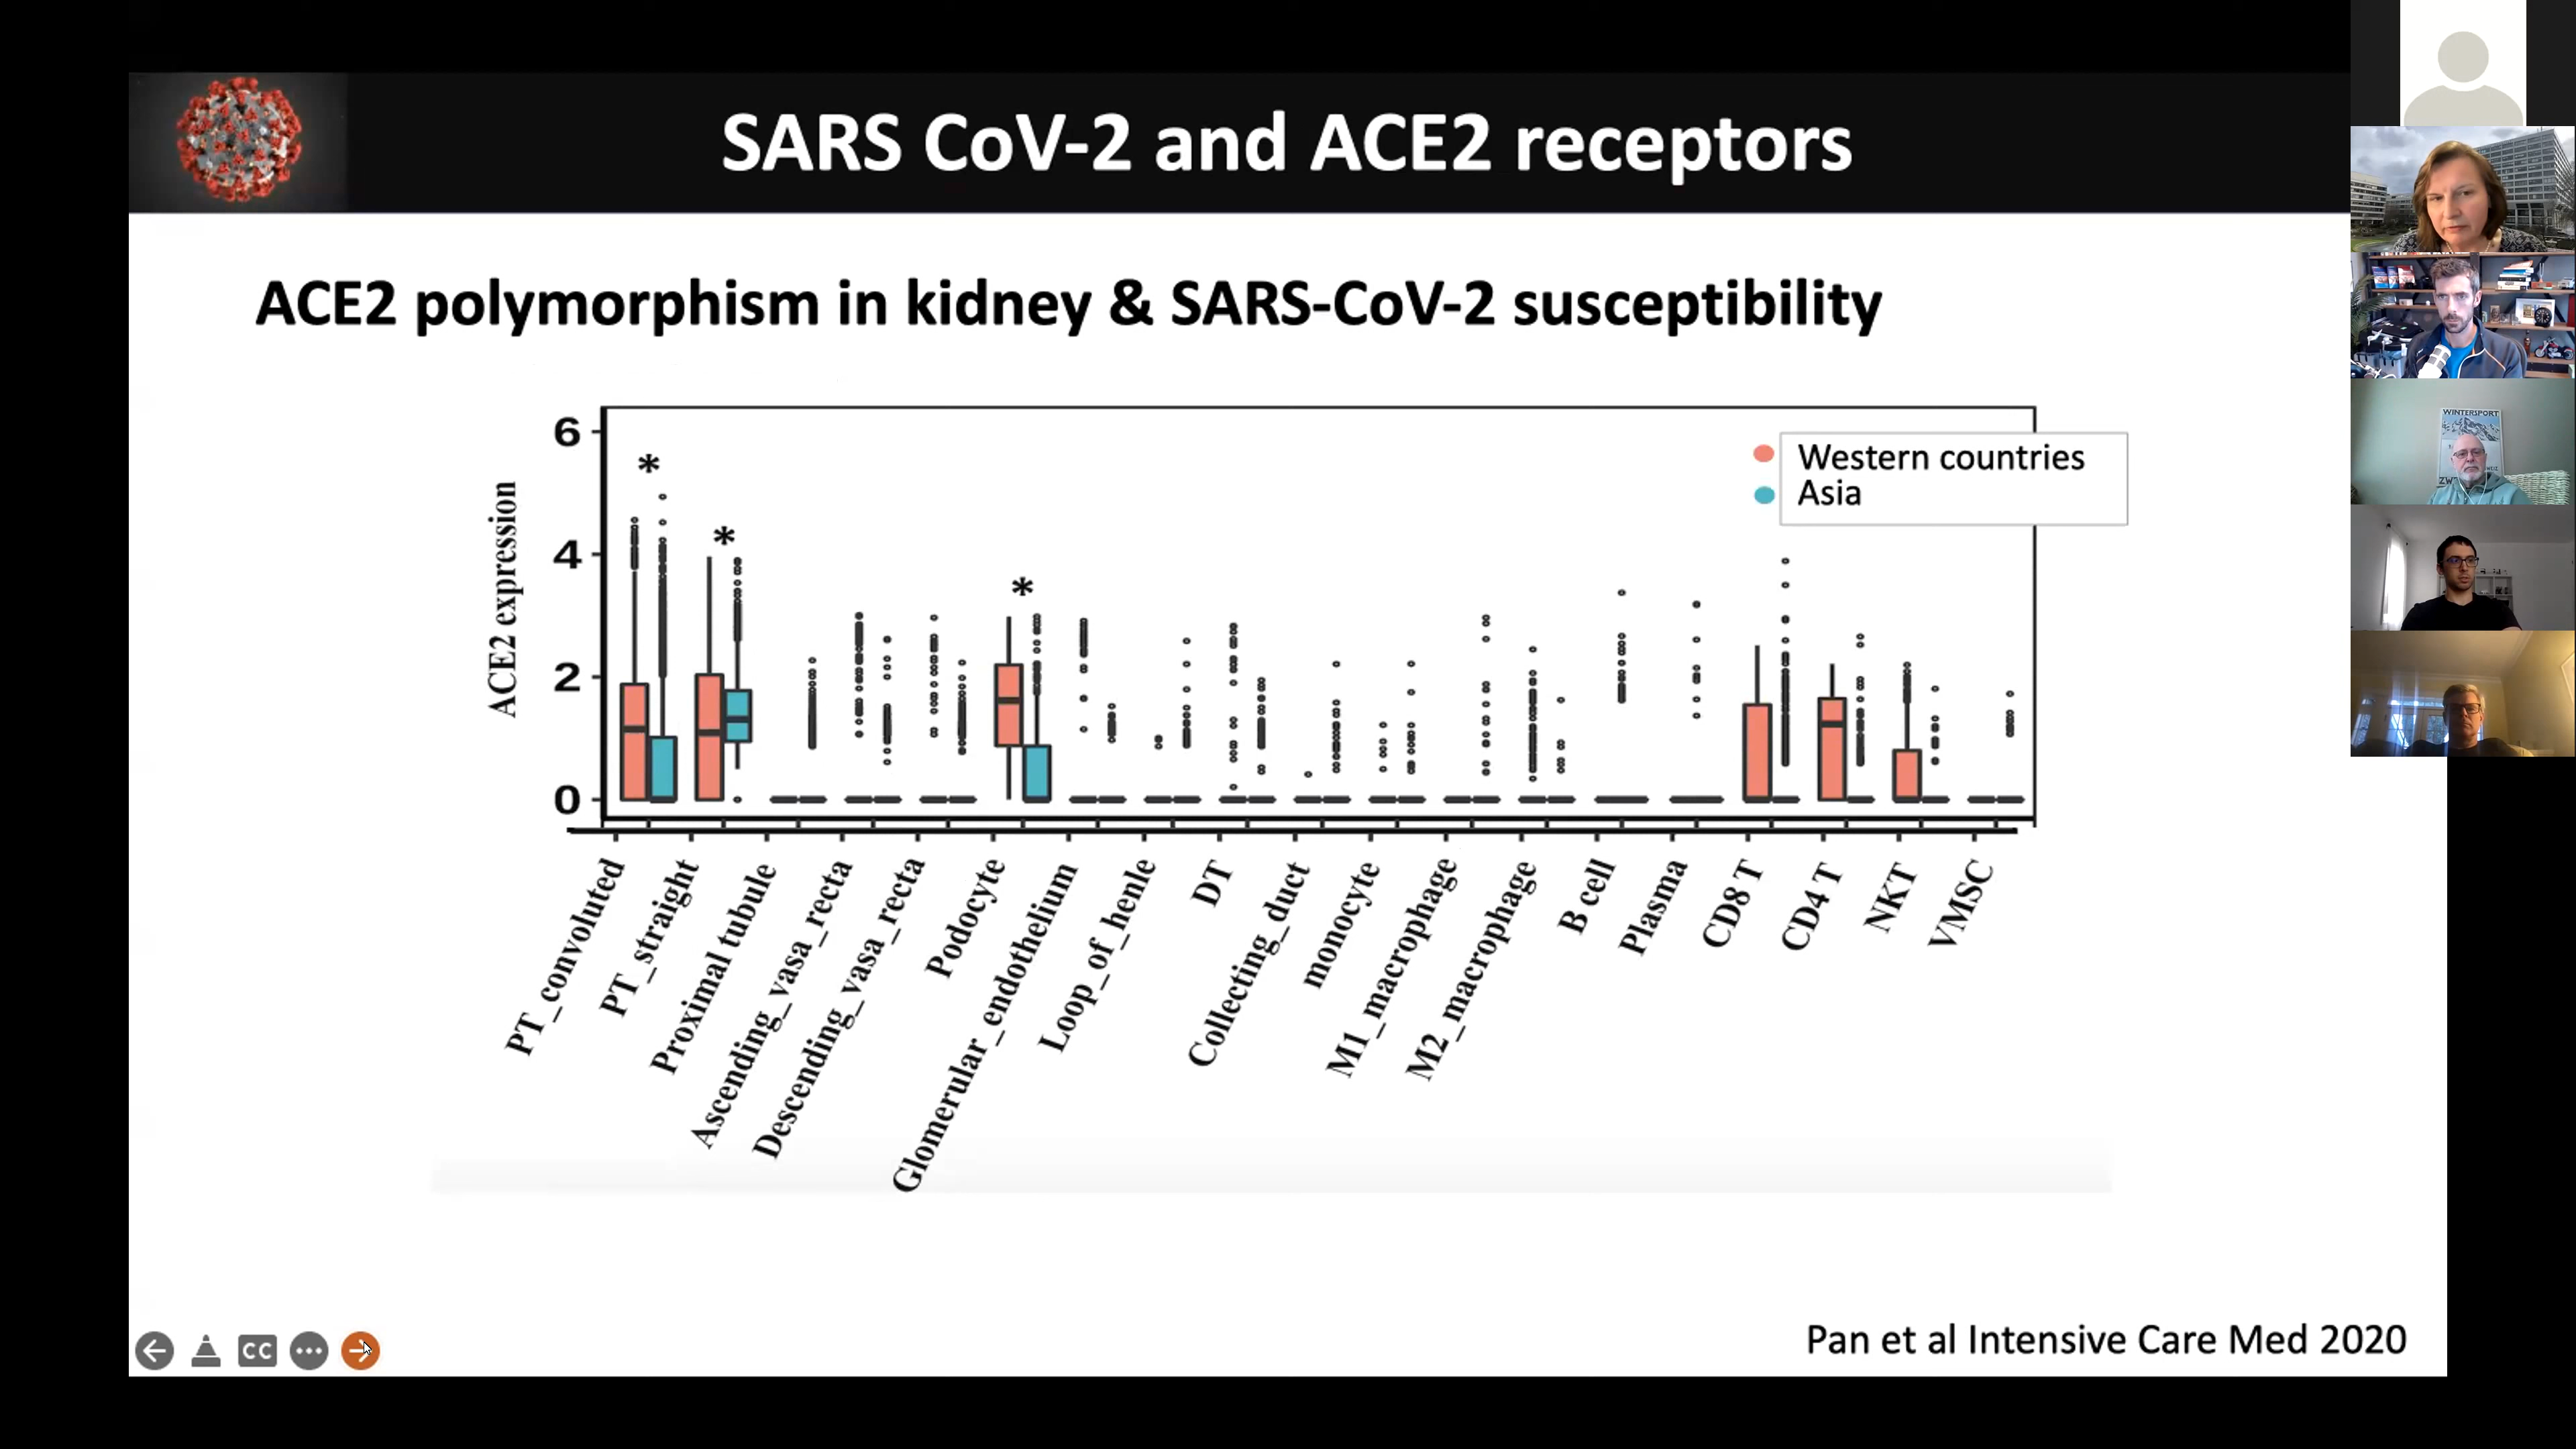 SARS CoV-2 and ACE2 receptors
ACE2 polymorphism in kidney & SARS-CoV-2 susceptibility
6
4
2
0
ACE2 expression
*
*
*
Western countries
Asia
PT_convoluted
PT_straight
Proximal tubule
Ascending_vasa_recta
Descending_vasa_recta
Podocyte
Glomerular_endothelium
Loop_of_henle
DT
Collecting_duct
monocyte
M1_macrophage
M2_macrophage
B cell
Plasma
CD8 T
CD4 T
NKT
VMSC
Pan et al Intensive Care Med 2020
CC
WINTERSPORT